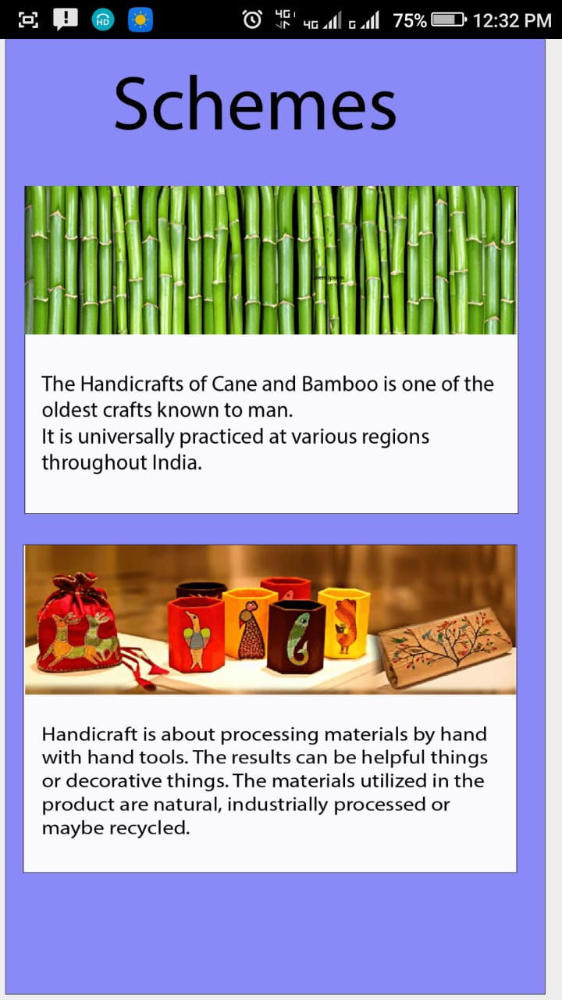 HD
4G
4G
G
75%
12:32 PM
Schemes
Lorem ipsum
The Handicrafts of Cane and Bamboo is one of the
oldest crafts known to man.
It is universally practiced at various regions
throughout India.
Handicraft is about processing materials by hand
with hand tools. The results can be helpful things
or decorative things. The materials utilized in the
product are natural, industrially processed or
maybe recycled.